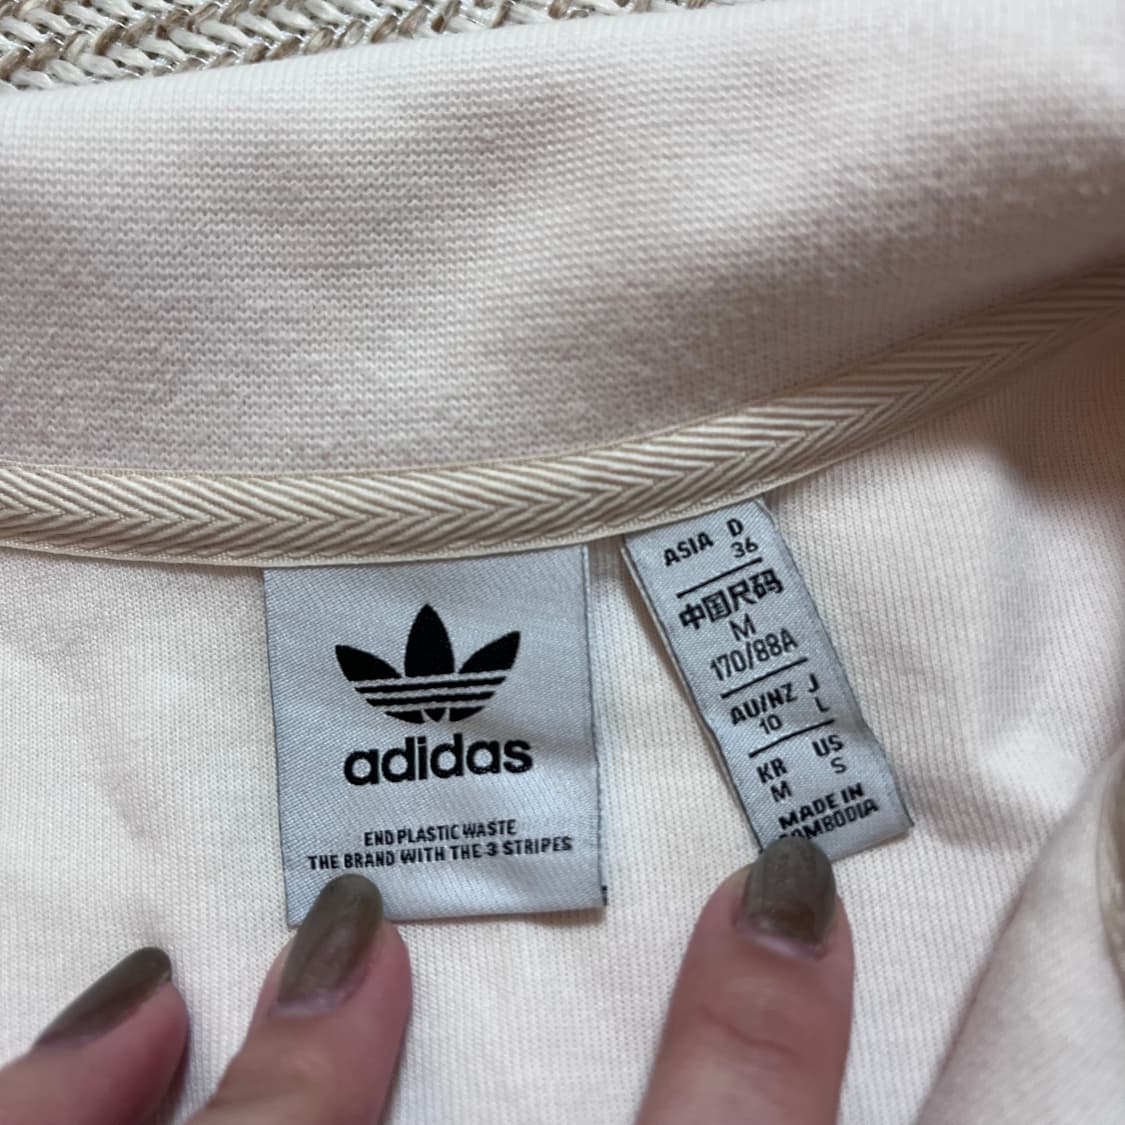 adidas
END PLASTIC WASTE
THE BRAND WITH THE 3 STRIPES
ASIA D
36
中国尺码
M
170/88A
AU/NZ J
10 L
KR US
M S
MADE IN
CAMBODIA